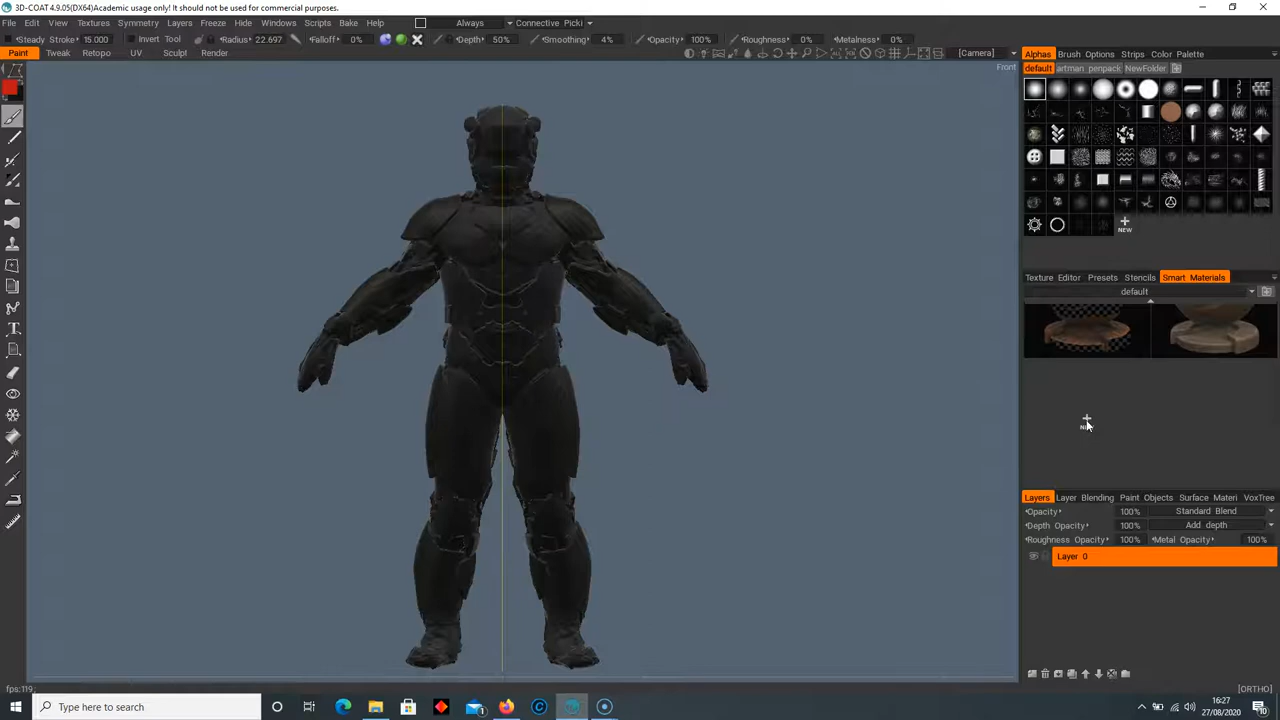 3D-COAT 4.9.05(DX64)Academic usage only! It should not be used for commercial purposes.
File Edit View Textures Symmetry Layers Freeze Hide Windows Scripts Bake Help Always Connective Picki
Steady Stroke 15.000 Invert Tool Radius 22.697 Falloff 0% Depth 50% Smoothing 4% Opacity 100% Roughness 0% Metalness 0%
Paint Tweak Retopo UV Sculpt Render [Camera]
Front
Alphas Brush Options Strips Color Palette
default artman penpack NewFolder
NEW
Texture Editor Presets Stencils Smart Materials
default
Layers Layer Blending Paint Objects Surface Materi VoxTree
Opacity 100% Standard Blend
Depth Opacity 100% Add depth
Roughness Opacity 100% Metal Opacity 100%
Layer 0
fps:119
[ORTHO]
Type here to search
16:27
27/08/2020